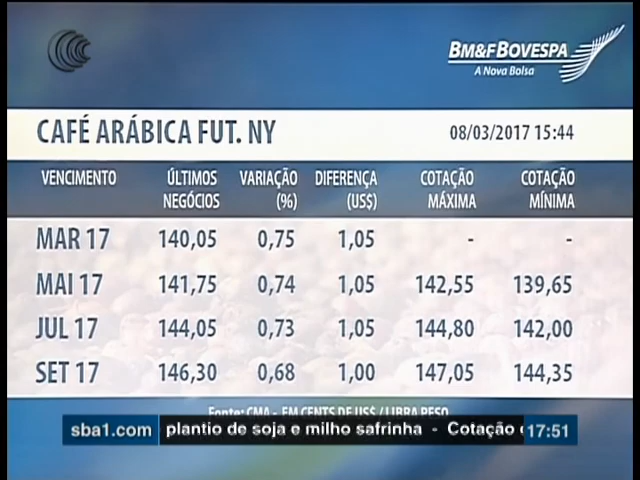 BM&FBOVESPA
A Nova Bolsa
CAFÉ ARÁBICA FUT. NY 08/03/2017 15:44
VENCIMENTO ÚLTIMOS NEGÓCIOS VARIAÇÃO (%) DIFERENÇA (US$) COTAÇÃO MÁXIMA COTAÇÃO MÍNIMA
MAR 17 140,05 0,75 1,05 - -
MAI 17 141,75 0,74 1,05 142,55 139,65
JUL 17 144,05 0,73 1,05 144,80 142,00
SET 17 146,30 0,68 1,00 147,05 144,35
Fonte: CMA - EM CENTS DE US$ / LIBRA PESO
sba1.com plantio de soja e milho safrinha - Cotação 17:51